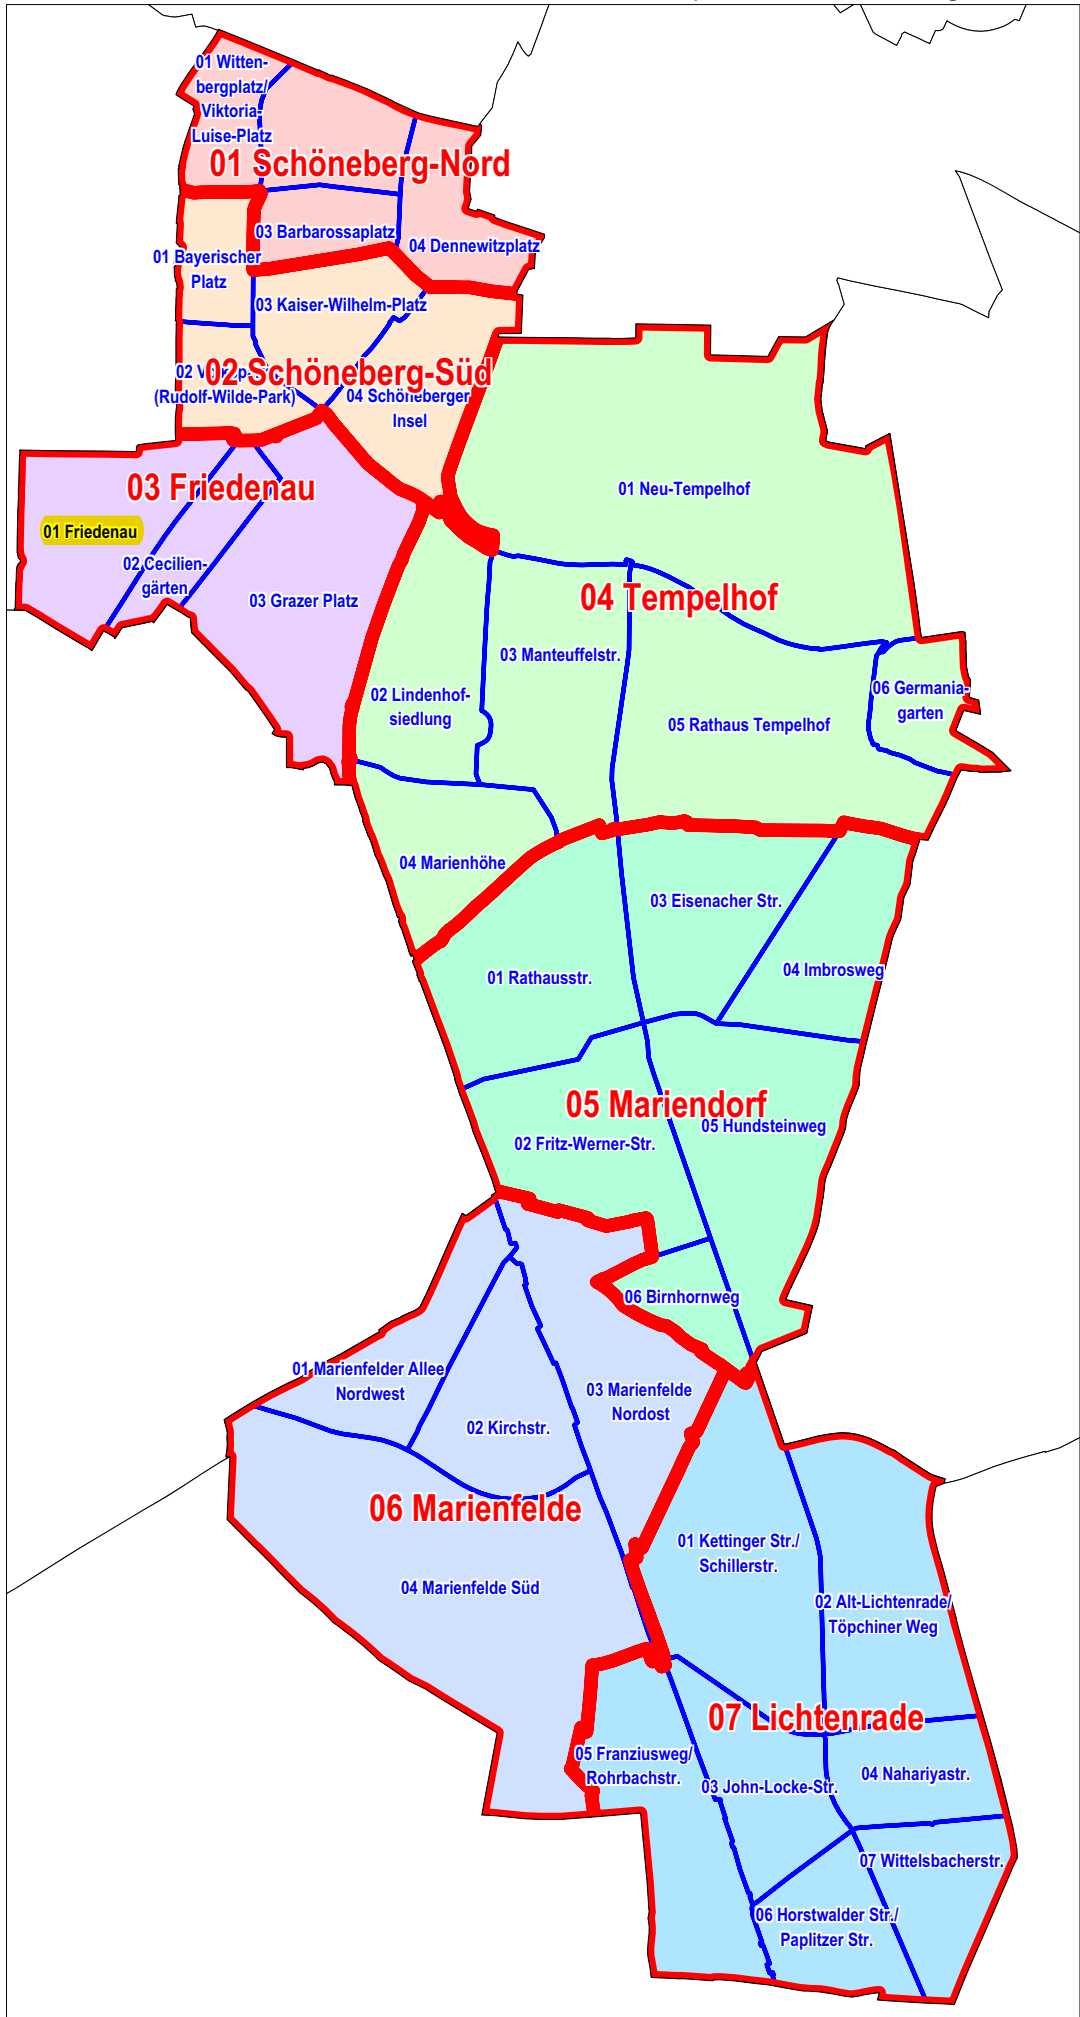 01 Witten-
bergplatz/
Viktoria-
Luise-Platz
01 Schöneberg-Nord
03 Barbarossaplatz
04 Dennewitzplatz
01 Bayerischer
Platz
03 Kaiser-Wilhelm-Platz
02 Schöneberg-Süd
02
(Rudolf-Wilde-Park)
04 Schöneberger
Insel
03 Friedenau
01 Friedenau
02 Cecilien-
gärten
03 Grazer Platz
01 Neu-Tempelhof
04 Tempelhof
03 Manteuffelstr.
02 Lindenhof-
siedlung
05 Rathaus Tempelhof
06 Germania-
garten
04 Marienhöhe
03 Eisenacher Str.
01 Rathausstr.
04 Imbrosweg
05 Mariendorf
05 Hundsteinweg
02 Fritz-Werner-Str.
06 Birnhornweg
01 Marienfelder Allee
Nordwest
03 Marienfelde
Nordost
02 Kirchstr.
06 Marienfelde
04 Marienfelde Süd
01 Kettinger Str./
Schillerstr.
02 Alt-Lichtenrade/
Töpchiner Weg
07 Lichtenrade
05 Franziusweg/
Rohrbachstr.
03 John-Locke-Str.
04 Nahariyastr.
07 Wittelsbacherstr.
06 Horstwalder Str./
Paplitzer Str.